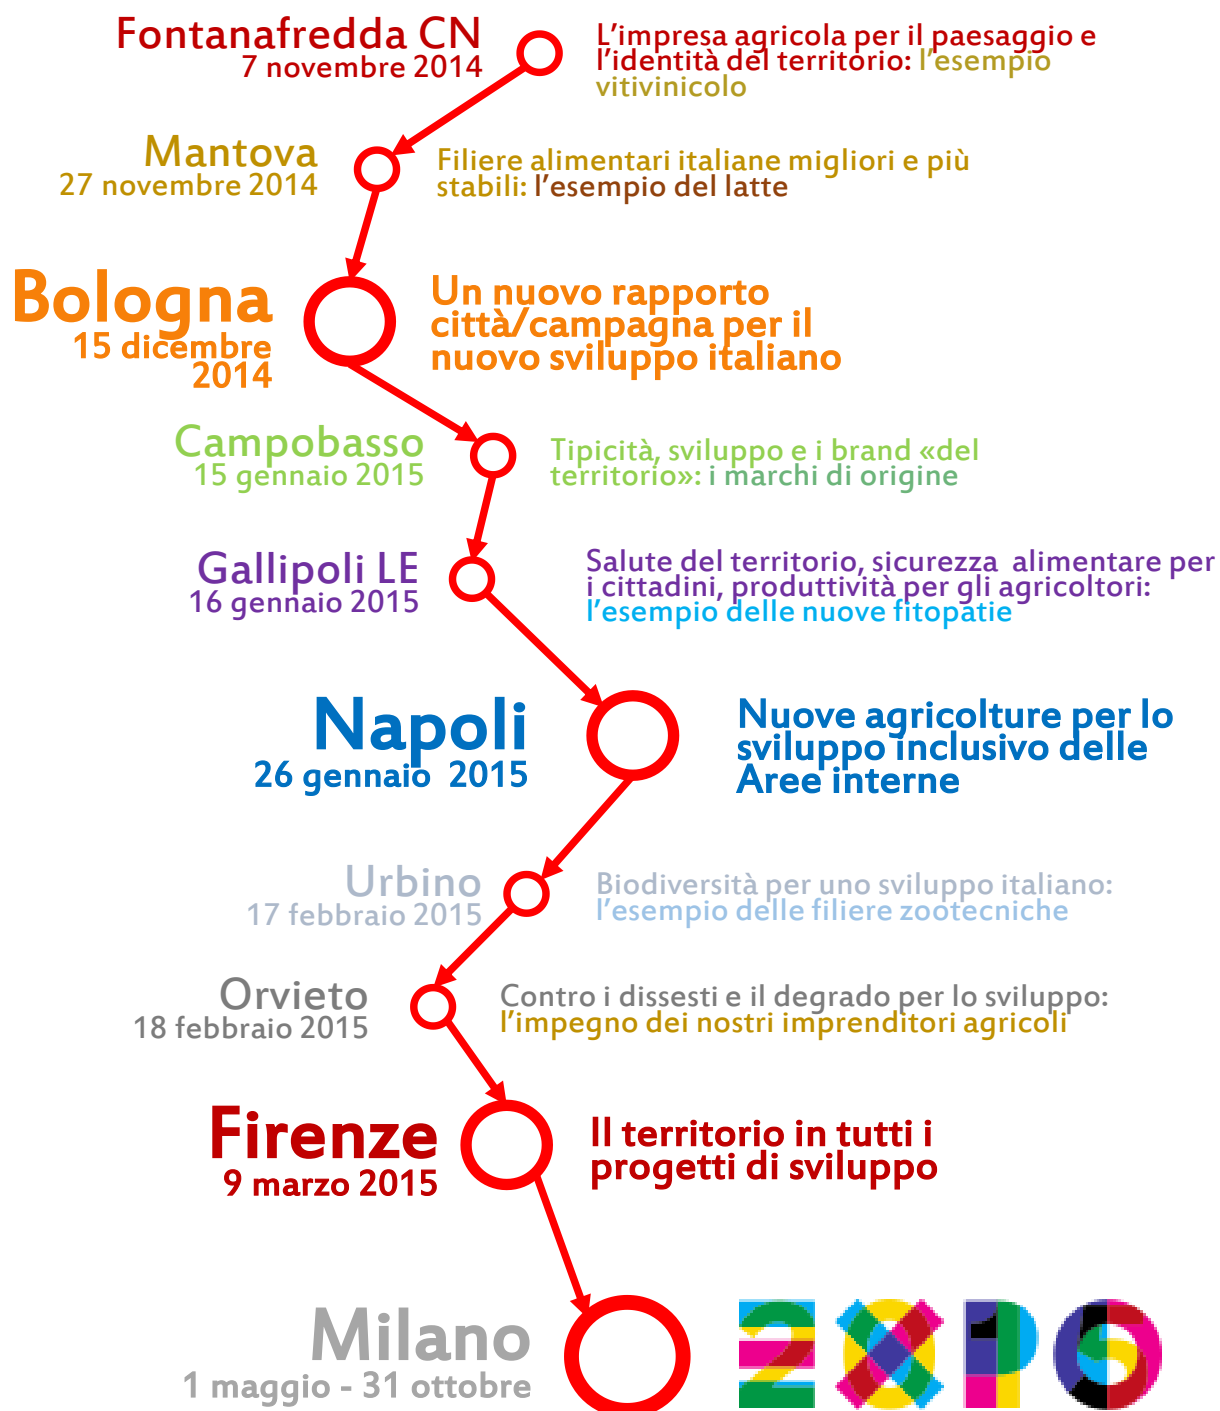 Fontanafredda CN
7 novembre 2014
L'impresa agricola per il paesaggio e
l'identità del territorio: l'esempio
vitivinicolo
Mantova
27 novembre 2014
Filiere alimentari italiane migliori e più
stabili: l'esempio del latte
Bologna
15 dicembre
2014
Un nuovo rapporto
città/campagna per il
nuovo sviluppo italiano
Campobasso
15 gennaio 2015
Tipicità, sviluppo e i brand «del
territorio»: i marchi di origine
Gallipoli LE
16 gennaio 2015
Salute del territorio, sicurezza  alimentare per
i cittadini, produttività per gli agricoltori:
l'esempio delle nuove fitopatie
Napoli
26 gennaio  2015
Nuove agricolture per lo
sviluppo inclusivo delle
Aree interne
Urbino
17 febbraio 2015
Biodiversità per uno sviluppo italiano:
l'esempio delle filiere zootecniche
Orvieto
18 febbraio 2015
Contro i dissesti e il degrado per lo sviluppo:
l'impegno dei nostri imprenditori agricoli
Firenze
9 marzo 2015
Il territorio in tutti i
progetti di sviluppo
Milano
1 maggio - 31 ottobre
EXPO 2015